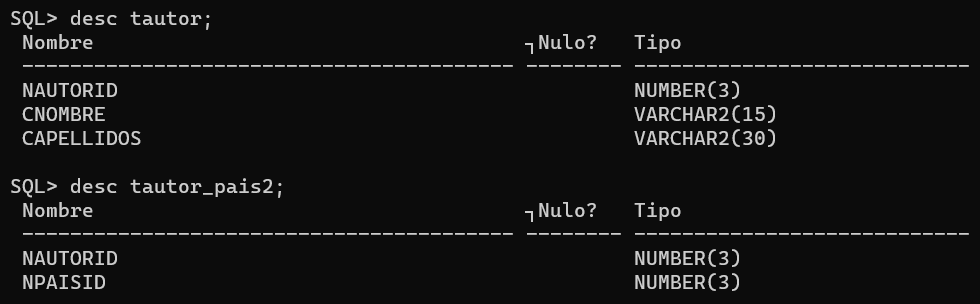 SQL> desc tautor;
 Nombre                                    ┐Nulo?   Tipo
 ----------------------------------------- -------- ----------------------------
 NAUTORID                                           NUMBER(3)
 CNOMBRE                                            VARCHAR2(15)
 CAPELLIDOS                                         VARCHAR2(30)

SQL> desc tautor_pais2;
 Nombre                                    ┐Nulo?   Tipo
 ----------------------------------------- -------- ----------------------------
 NAUTORID                                           NUMBER(3)
 NPAISID                                            NUMBER(3)